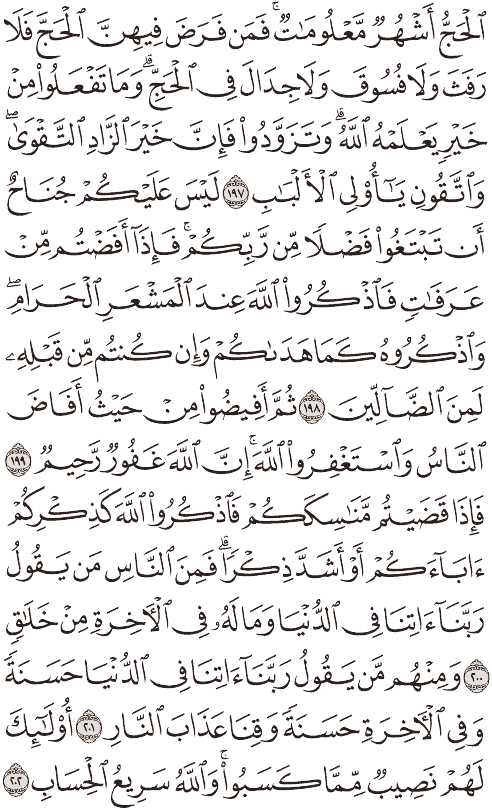 ٱلۡحَجُّ أَشۡهُرٞ مَّعۡلُومَٰتٞۚ فَمَن فَرَضَ فِيهِنَّ ٱلۡحَجَّ فَلَا
رَفَثَ وَلَا فُسُوقَ وَلَا جِدَالَ فِي ٱلۡحَجِّۗ وَمَا تَفۡعَلُواْ مِنۡ
خَيۡرٖ يَعۡلَمۡهُ ٱللَّهُۗ وَتَزَوَّدُواْ فَإِنَّ خَيۡرَ ٱلزَّادِ ٱلتَّقۡوَىٰۖ
وَٱتَّقُونِ يَٰٓأُوْلِي ٱلۡأَلۡبَٰبِ ١٩٧ لَيۡسَ عَلَيۡكُمۡ جُنَاحٌ
أَن تَبۡتَغُواْ فَضۡلٗا مِّن رَّبِّكُمۡۚ فَإِذَآ أَفَضۡتُم مِّنۡ
عَرَفَٰتٖ فَٱذۡكُرُواْ ٱللَّهَ عِندَ ٱلۡمَشۡعَرِ ٱلۡحَرَامِۖ
وَٱذۡكُرُوهُ كَمَا هَدَىٰكُمۡ وَإِن كُنتُم مِّن قَبۡلِهِۦ
لَمِنَ ٱلضَّآلِّينَ ١٩٨ ثُمَّ أَفِيضُواْ مِنۡ حَيۡثُ أَفَاضَ
ٱلنَّاسُ وَٱسۡتَغۡفِرُواْ ٱللَّهَۚ إِنَّ ٱللَّهَ غَفُورٞ رَّحِيمٞ ١٩٩
فَإِذَا قَضَيۡتُم مَّنَٰسِكَكُمۡ فَٱذۡكُرُواْ ٱللَّهَ كَذِكۡرِكُمۡ
ءَابَآءَكُمۡ أَوۡ أَشَدَّ ذِكۡرٗاۗ فَمِنَ ٱلنَّاسِ مَن يَقُولُ
رَبَّنَآ ءَاتِنَا فِي ٱلدُّنۡيَا وَمَا لَهُۥ فِي ٱلۡأٓخِرَةِ مِنۡ خَلَٰقٖ
٢٠٠ وَمِنۡهُم مَّن يَقُولُ رَبَّنَآ ءَاتِنَا فِي ٱلدُّنۡيَا حَسَنَةٗ
وَفِي ٱلۡأٓخِرَةِ حَسَنَةٗ وَقِنَا عَذَابَ ٱلنَّارِ ٢٠١ أُوْلَٰٓئِكَ
لَهُمۡ نَصِيبٞ مِّمَّا كَسَبُواْۚ وَٱللَّهُ سَرِيعُ ٱلۡحِسَابِ ٢٠٢